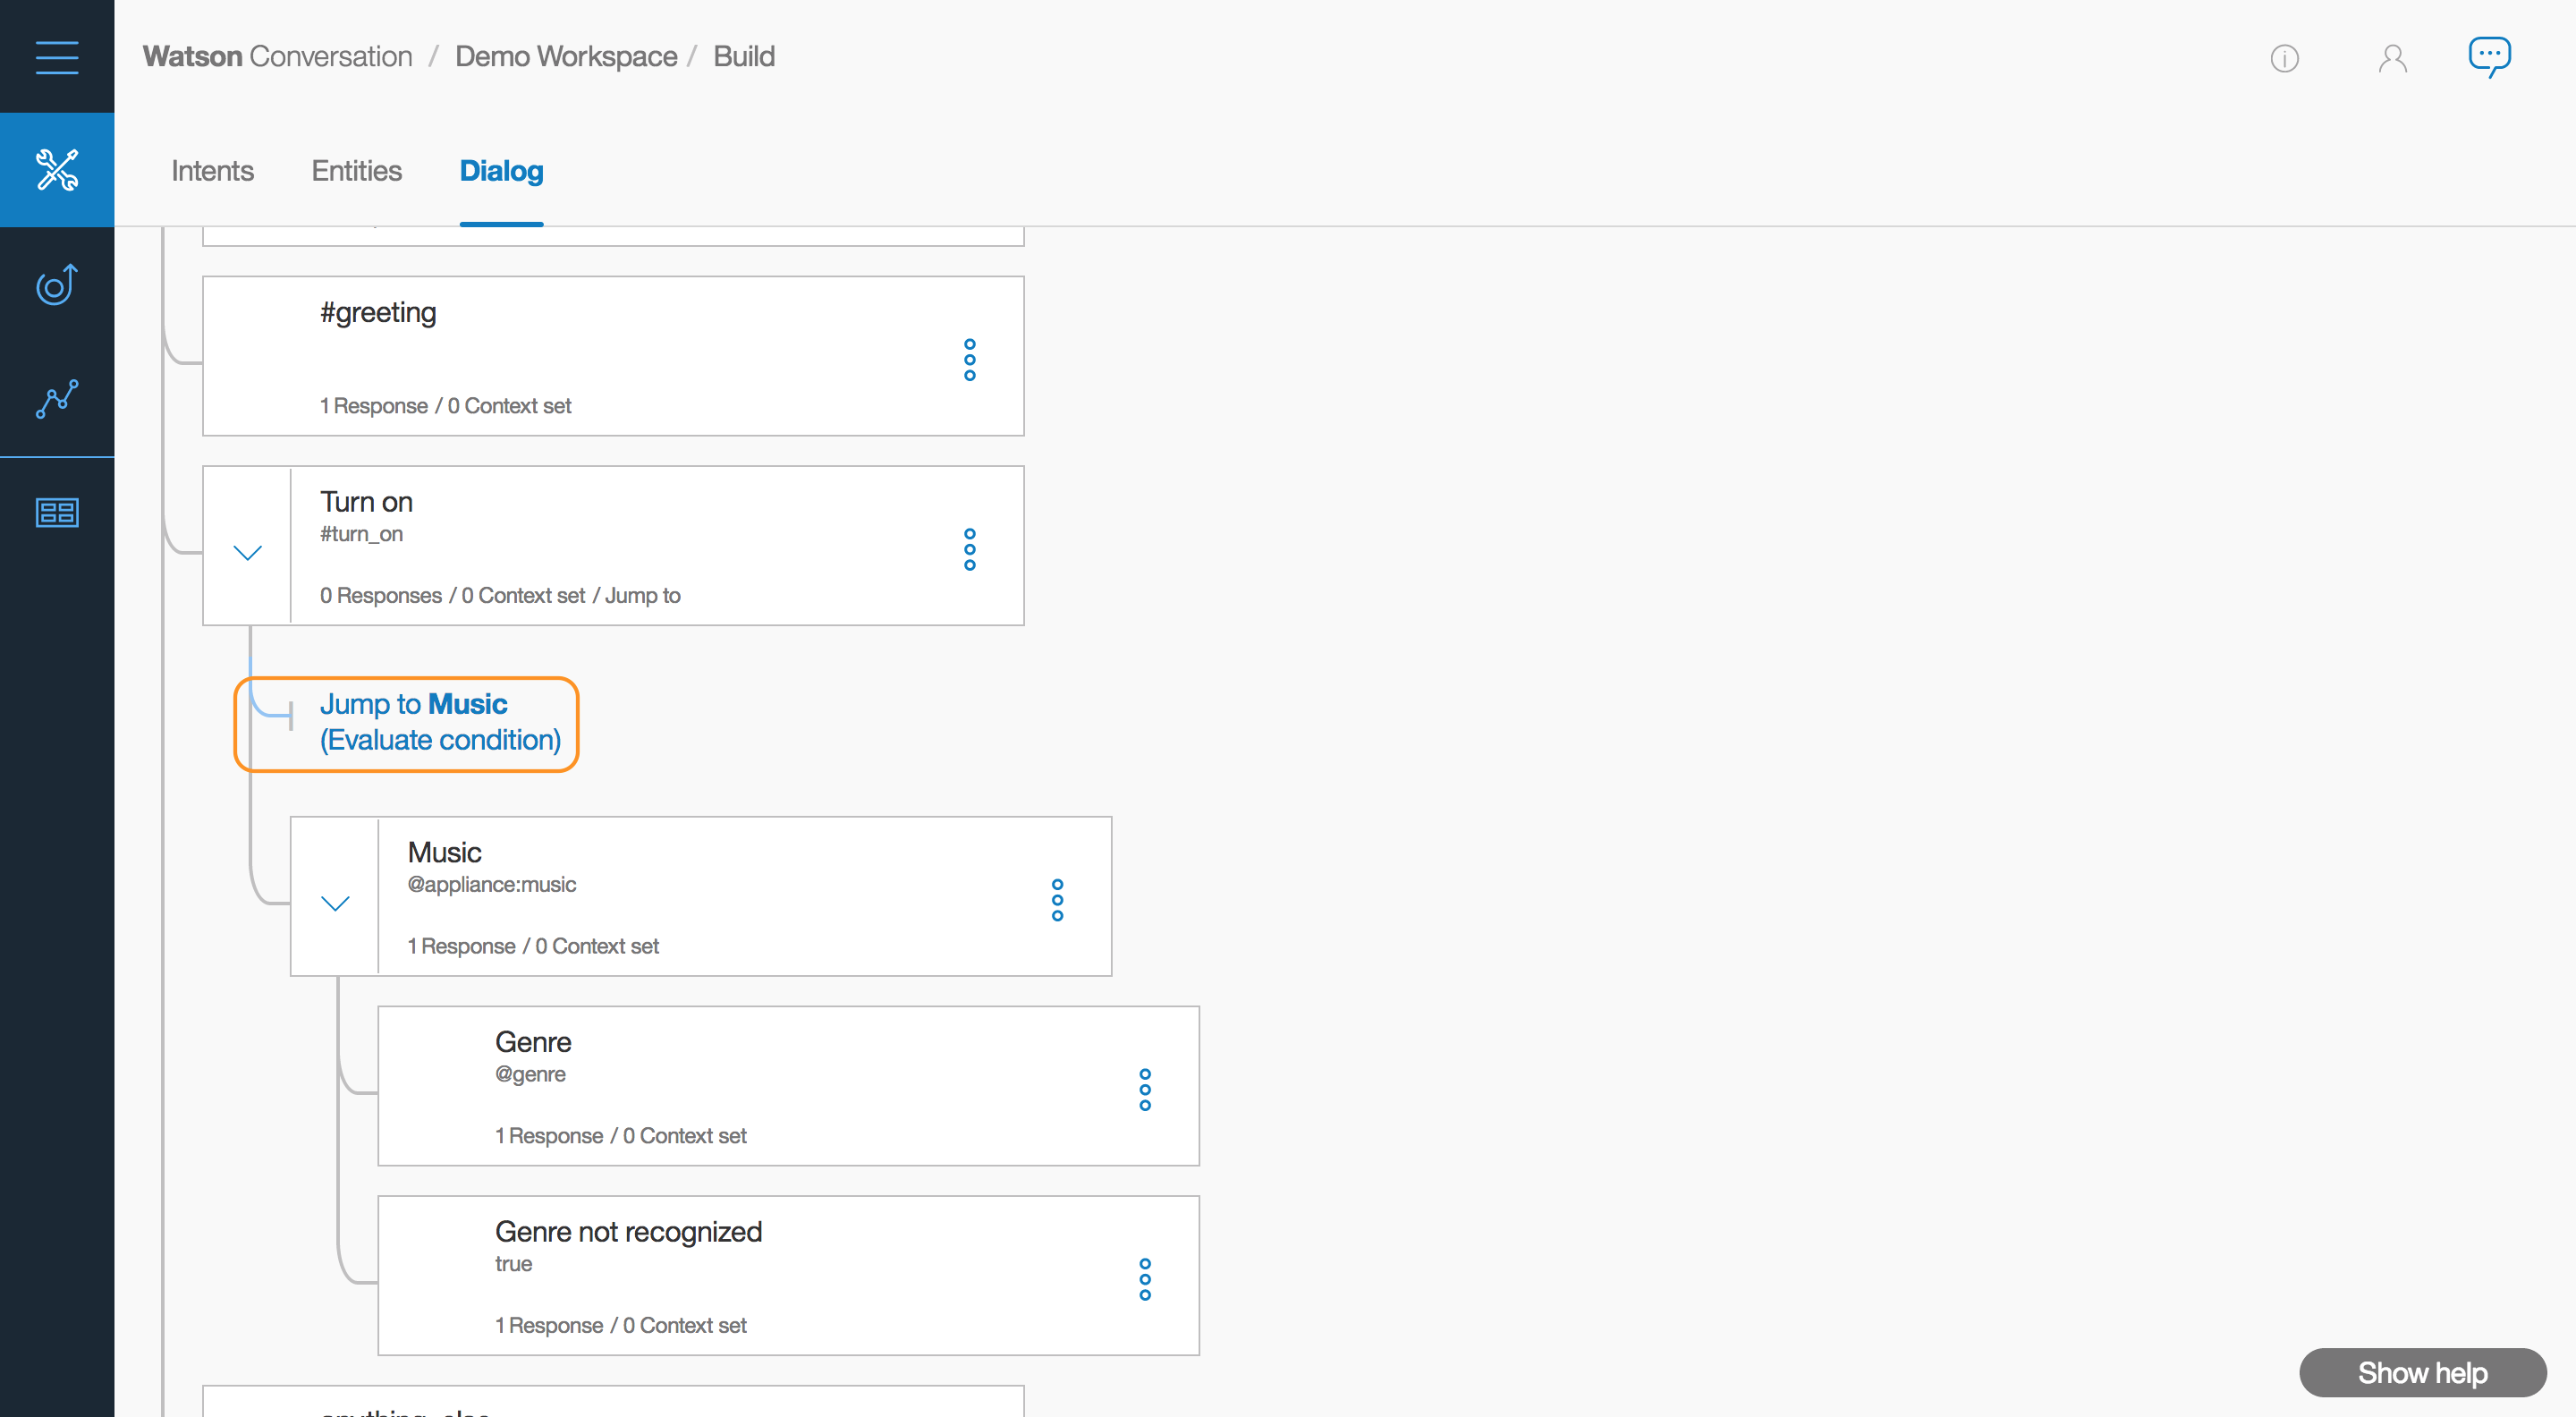 Watson Conversation / Demo Workspace / Build
Intents Entities Dialog
#greeting
1 Response / 0 Context set
Turn on
#turn_on
0 Responses / 0 Context set / Jump to
Jump to Music
(Evaluate condition)
Music
@appliance:music
1 Response / 0 Context set
Genre
@genre
1 Response / 0 Context set
Genre not recognized
true
1 Response / 0 Context set
Show help